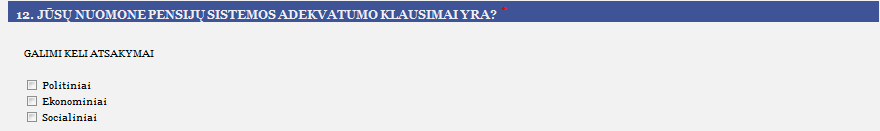 12. JŪSŲ NUOMONE PENSIJŲ SISTEMOS ADEKVATUMO KLAUSIMAI YRA? *
GALIMI KELI ATSAKYMAI
Politiniai
Ekonominiai
Socialiniai